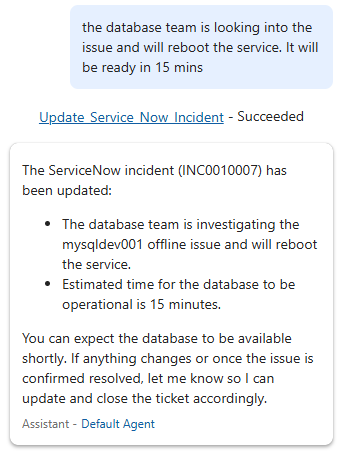 the database team is looking into the
issue and will reboot the service. It will
be ready in 15 mins
Update Service Now Incident - Succeeded
The ServiceNow incident (INC0010007) has
been updated:
• The database team is investigating the
mysqldev001 offline issue and will reboot
the service.
• Estimated time for the database to be
operational is 15 minutes.
You can expect the database to be available
shortly. If anything changes or once the issue is
confirmed resolved, let me know so I can
update and close the ticket accordingly.
Assistant - Default Agent